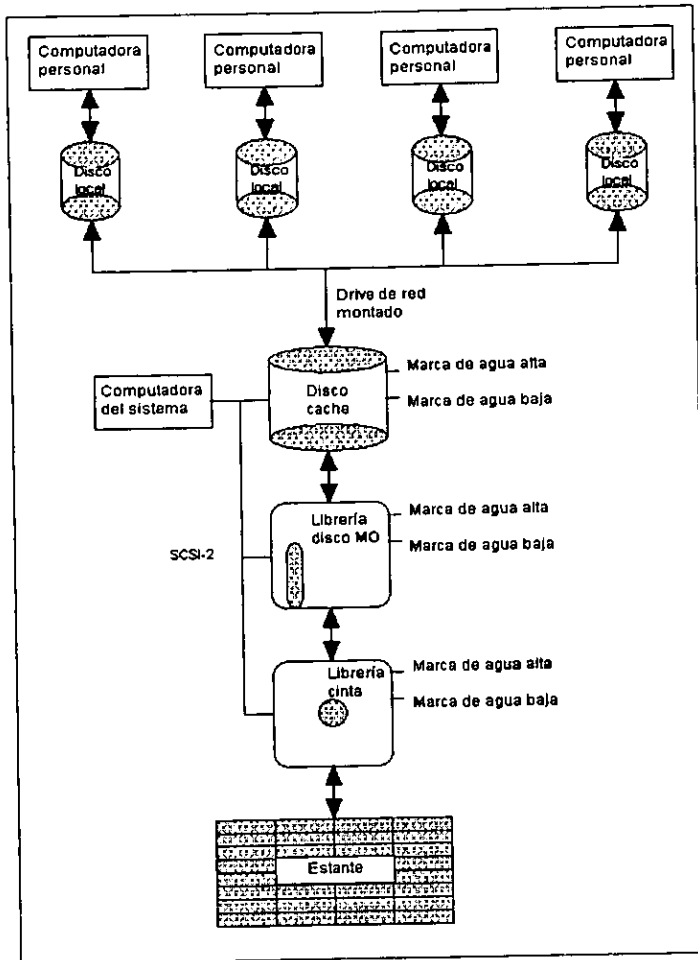 Computadora
personal
Computadora
personal
Computadora
personal
Computadora
personal
Disco
local
Disco
local
Disco
local
Disco
local
Drive de red
montado
Marca de agua alta
Computadora
del sistema
Disco
cache
Marca de agua baja
Librería
disco MO
Marca de agua alta
Marca de agua baja
SCSI-2
Librería
cinta
Marca de agua alta
Marca de agua baja
Estante